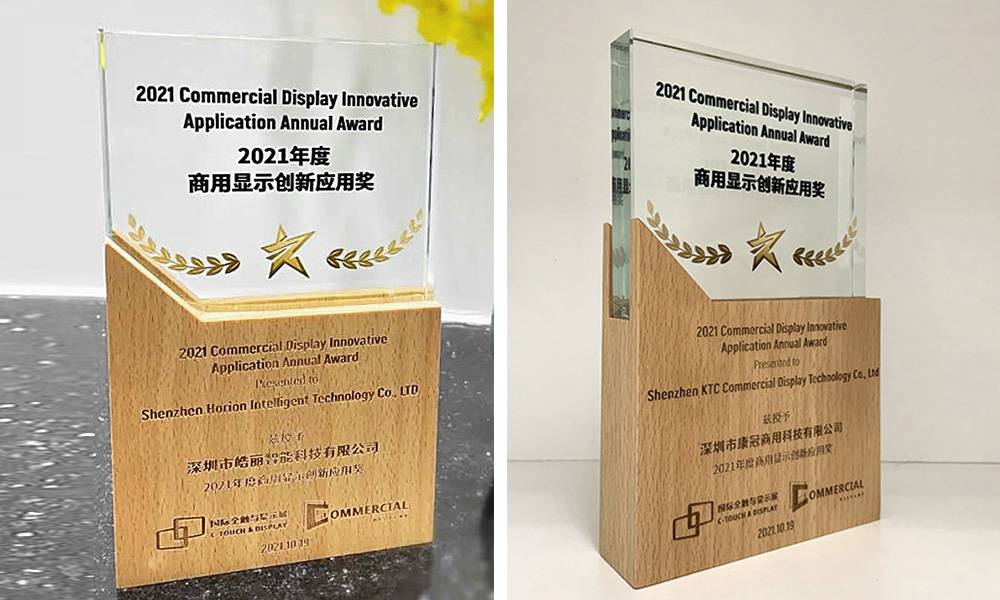 2021 Commercial Display Innovative
Application Annual Award
2021年度
商用显示创新应用奖
2021 Commercial Display Innovative
Application Annual Award
Presented to
Shenzhen Horion Intelligent Technology Co., LTD
兹授予
深圳市皓丽智能科技有限公司
2021年度商用显示创新应用奖
国际全触与显示展
C-TOUCH & DISPLAY
COMMERCIAL
DISPLAY
2021.10.19
2021 Commercial Display Innovative
Application Annual Award
2021年度
商用显示创新应用奖
2021 Commercial Display Innovative
Application Annual Award
Presented to
Shenzhen KTC Commercial Display Technology Co., Ltd
兹授予
深圳市康冠商用科技有限公司
2021年度商用显示创新应用奖
国际全触与显示展
C-TOUCH & DISPLAY
COMMERCIAL
DISPLAY
2021.10.19